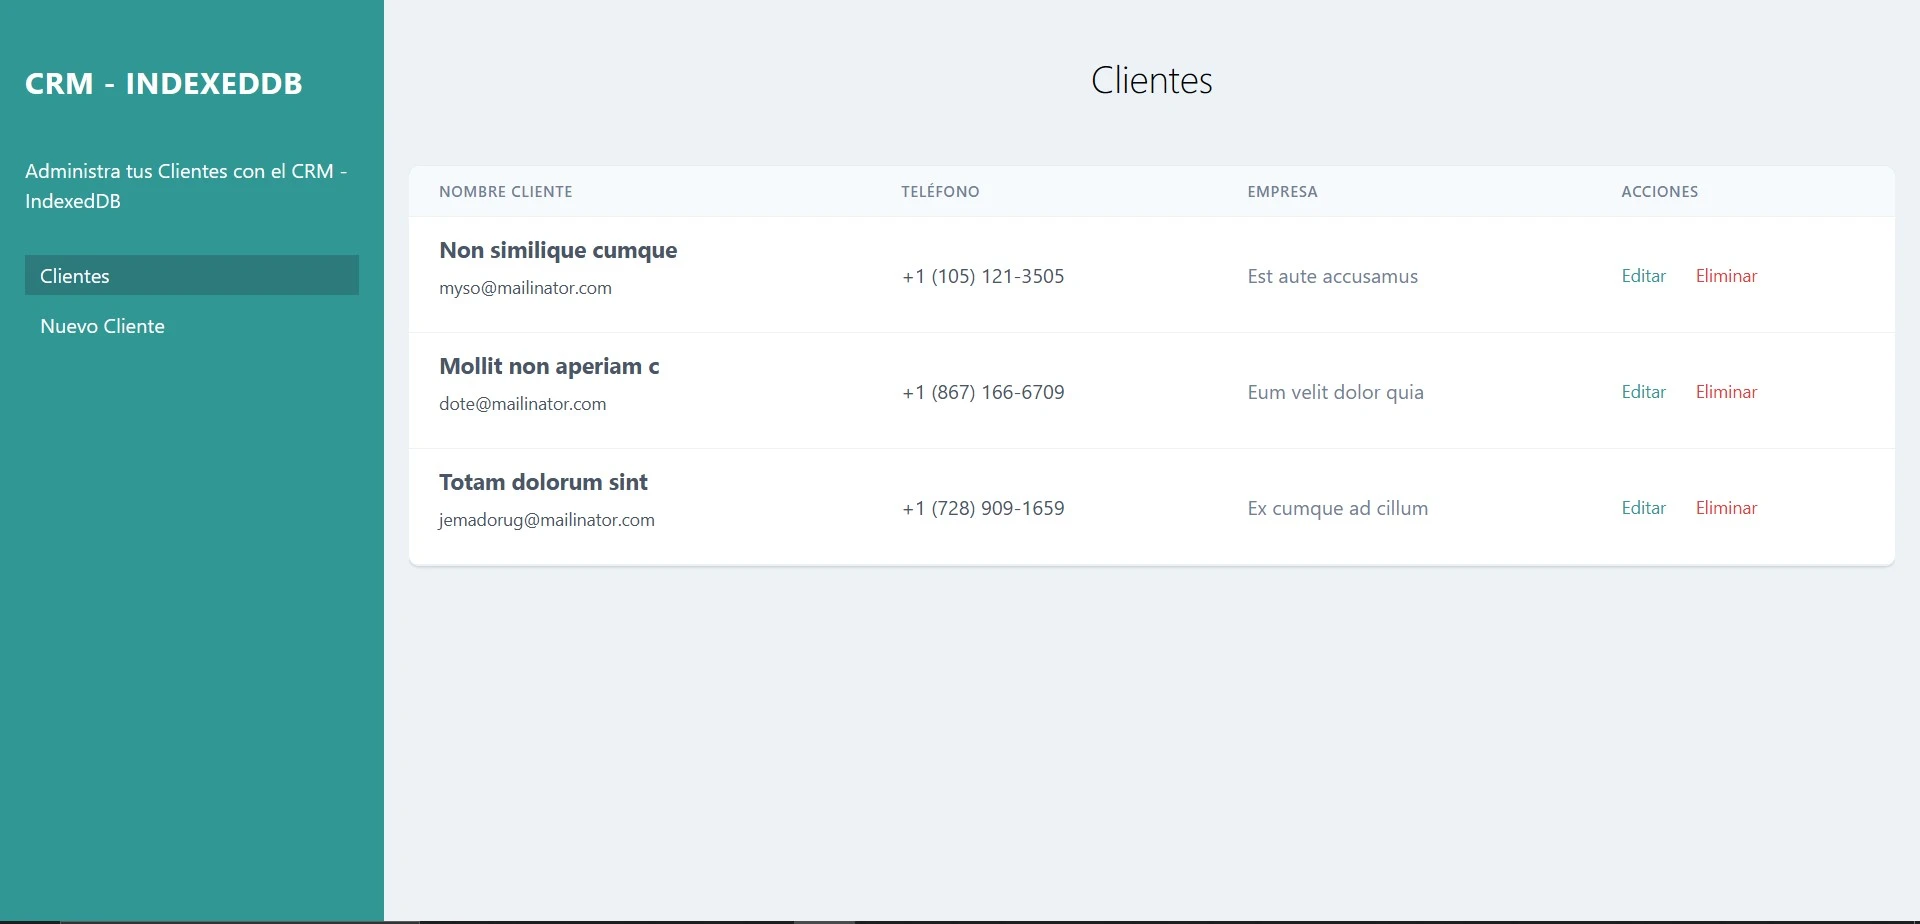 CRM - INDEXEDDB
Administra tus Clientes con el CRM -
IndexedDB
Clientes
Nuevo Cliente
Clientes
NOMBRE CLIENTE TELÉFONO EMPRESA ACCIONES
Non similique cumque
myso@mailinator.com
+1 (105) 121-3505 Est aute accusamus Editar Eliminar
Mollit non aperiam c
dote@mailinator.com
+1 (867) 166-6709 Eum velit dolor quia Editar Eliminar
Totam dolorum sint
jemadorug@mailinator.com
+1 (728) 909-1659 Ex cumque ad cillum Editar Eliminar